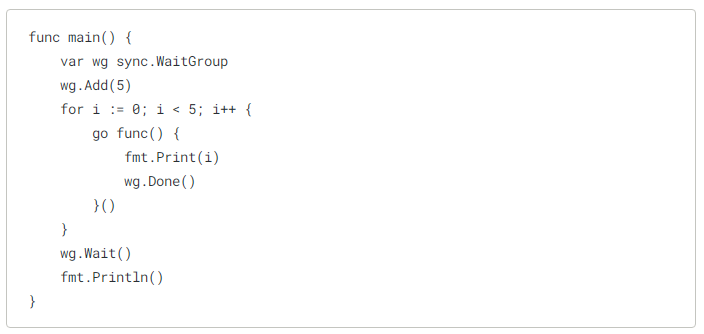 func main() {
    var wg sync.WaitGroup
    wg.Add(5)
    for i := 0; i < 5; i++ {
        go func() {
            fmt.Print(i)
            wg.Done()
        }()
    }
    wg.Wait()
    fmt.Println()
}